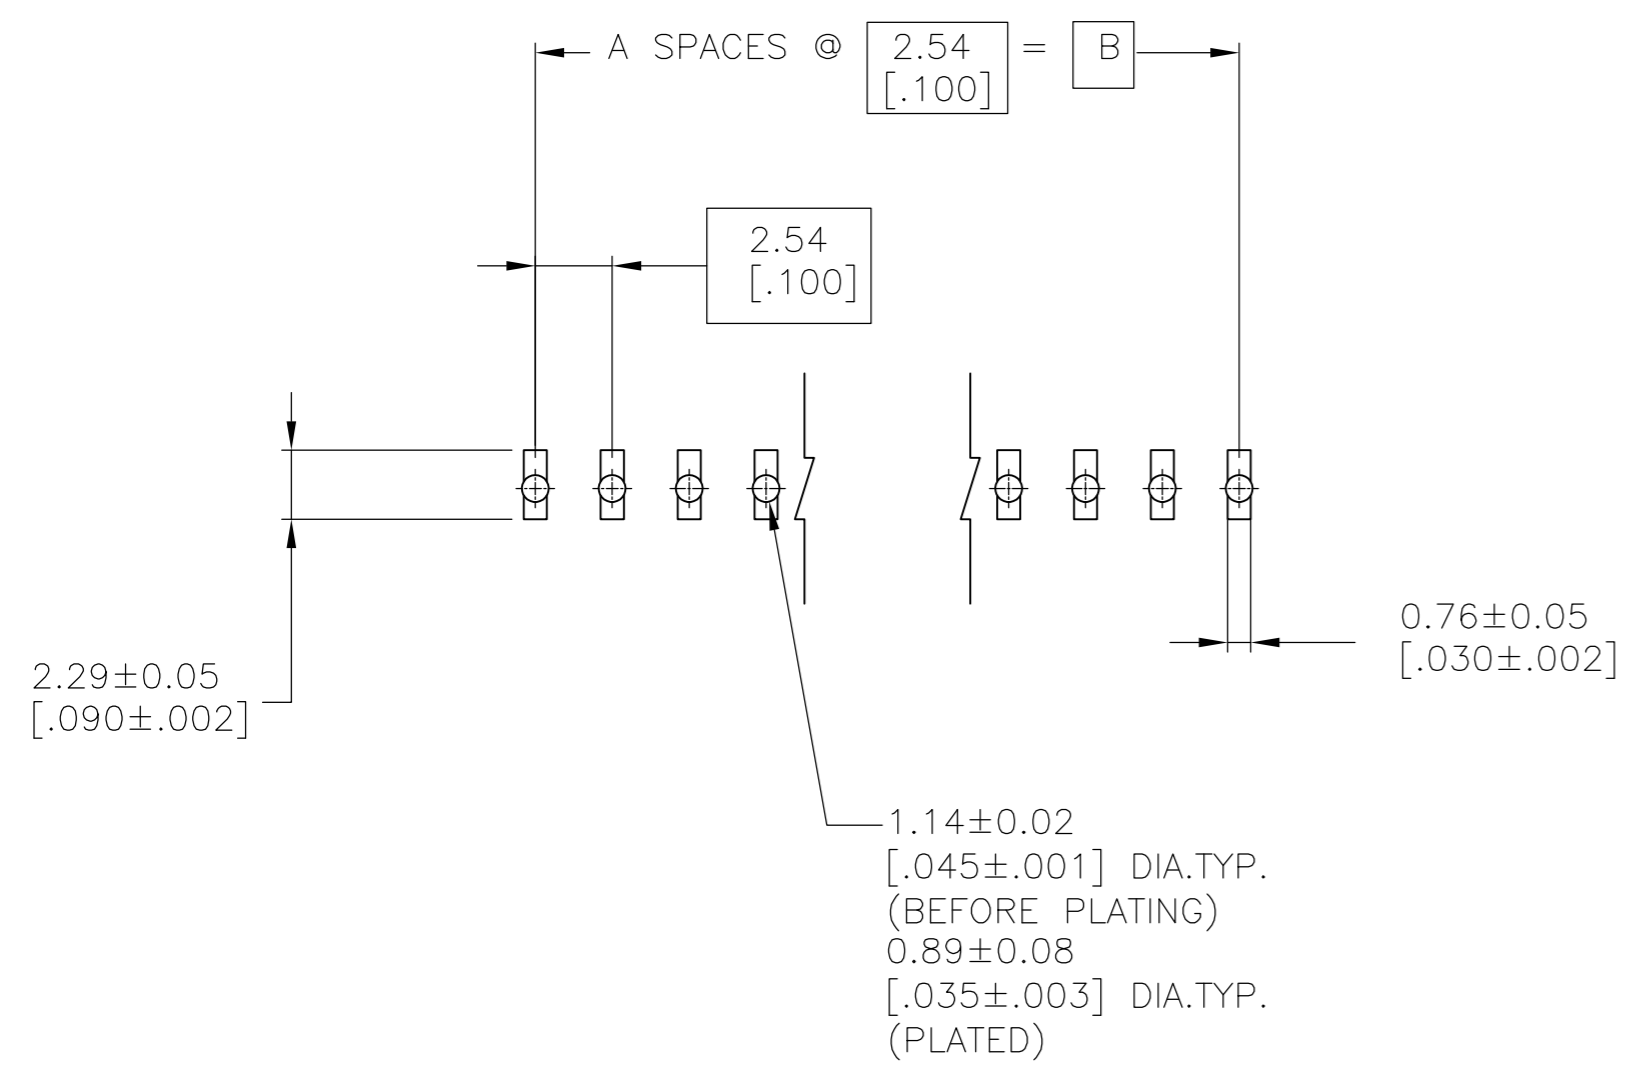 A SPACES @ 2.54 = B
[.100]
2.54
[.100]
0.76±0.05
[.030±.002]
2.29±0.05
[.090±.002]
1.14±0.02
[.045±.001] DIA.TYP.
(BEFORE PLATING)
0.89±0.08
[.035±.003] DIA.TYP.
(PLATED)